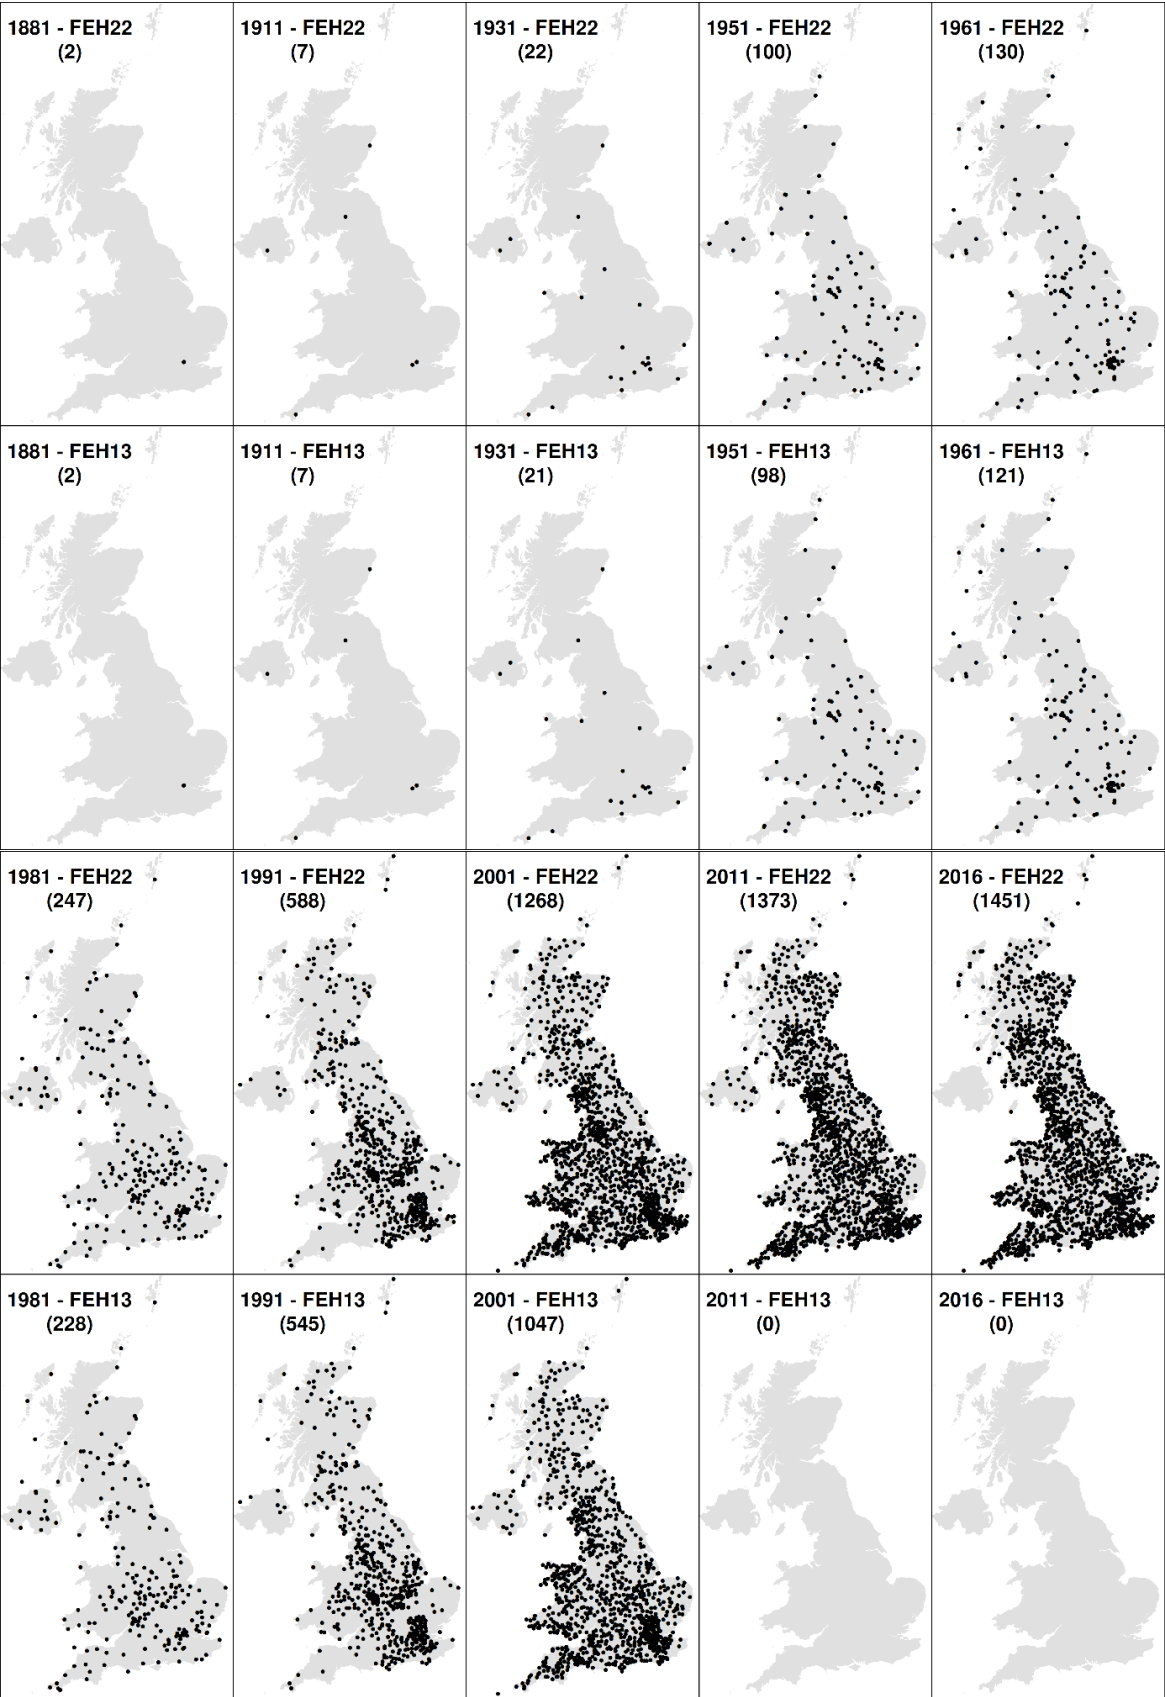 1881 - FEH22
(2)
1911 - FEH22
(7)
1931 - FEH22
(22)
1951 - FEH22
(100)
1961 - FEH22
(130)
1881 - FEH13
(2)
1911 - FEH13
(7)
1931 - FEH13
(21)
1951 - FEH13
(98)
1961 - FEH13
(121)
1981 - FEH22
(247)
1991 - FEH22
(588)
2001 - FEH22
(1268)
2011 - FEH22
(1373)
2016 - FEH22
(1451)
1981 - FEH13
(228)
1991 - FEH13
(545)
2001 - FEH13
(1047)
2011 - FEH13
(0)
2016 - FEH13
(0)